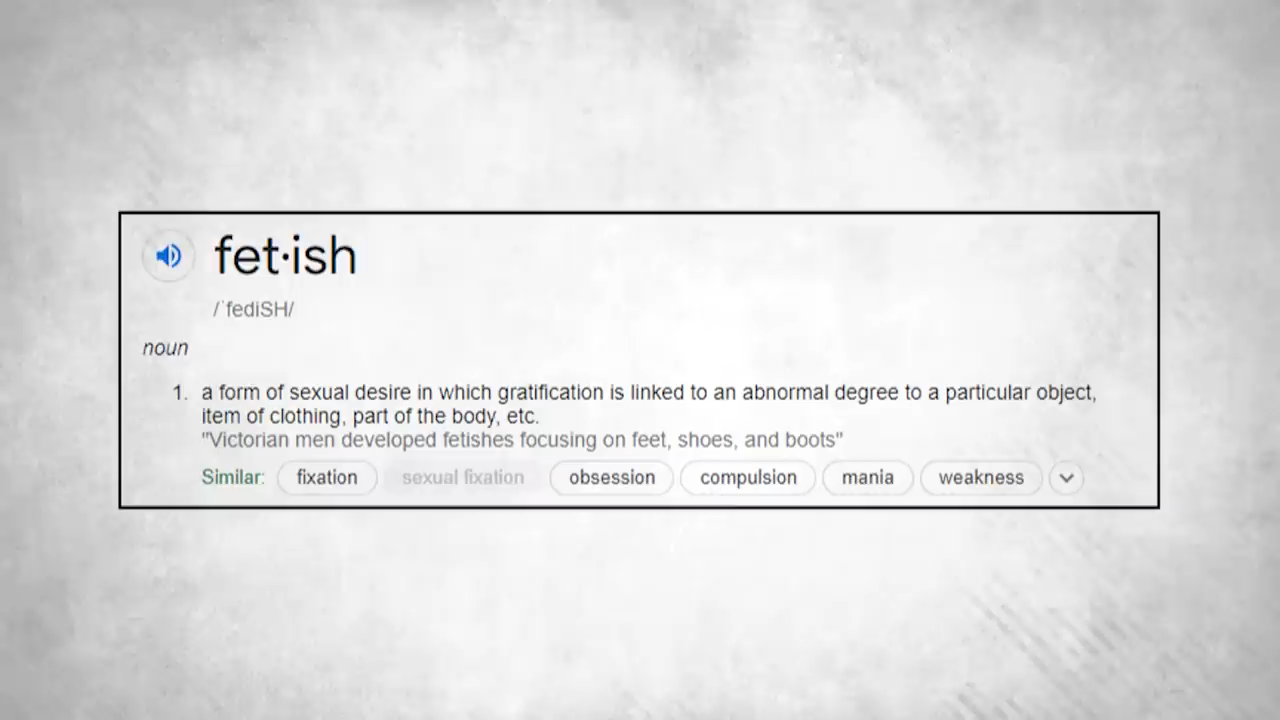 fet·ish
/ˈfediSH/
noun
1. a form of sexual desire in which gratification is linked to an abnormal degree to a particular object,
item of clothing, part of the body, etc.
"Victorian men developed fetishes focusing on feet, shoes, and boots"
Similar: fixation sexual fixation obsession compulsion mania weakness